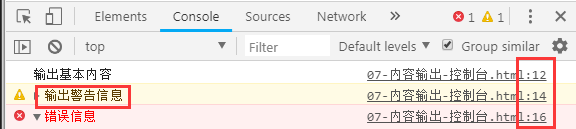 Elements Console Sources Network » 1 1
top Filter Default levels Group similar
输出基本内容 07-内容输出-控制台.html:12
输出警告信息 07-内容输出-控制台.html:14
错误信息 07-内容输出-控制台.html:16